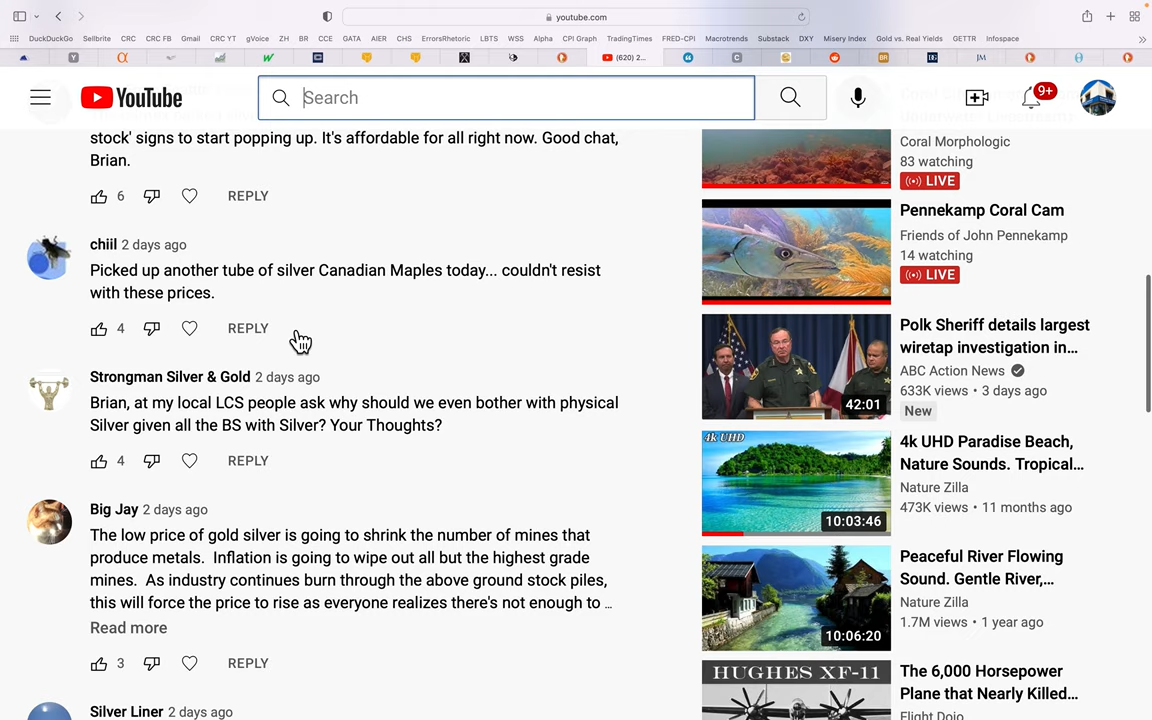 youtube.com
DuckDuckGo Sellbrite CRC CRC FB Gmail CRC YT gVoice ZH BR CCE GATA AIER CHS ErrorsRhetoric LBTS WSS Alpha CPI Graph TradingTimes FRED-CPI Macrotrends Substack DXY Misery Index Gold vs. Real Yields GETTR Infospace
(620) 2...
YouTube
Search
9+
stock' signs to start popping up. It's affordable for all right now. Good chat,
Brian.
6 REPLY
chiil 2 days ago
Picked up another tube of silver Canadian Maples today... couldn't resist
with these prices.
4 REPLY
Strongman Silver & Gold 2 days ago
Brian, at my local LCS people ask why should we even bother with physical
Silver given all the BS with Silver? Your Thoughts?
4 REPLY
Big Jay 2 days ago
The low price of gold silver is going to shrink the number of mines that
produce metals. Inflation is going to wipe out all but the highest grade
mines. As industry continues burn through the above ground stock piles,
this will force the price to rise as everyone realizes there's not enough to ...
Read more
3 REPLY
Silver Liner 2 days ago
Coral Morphologic
83 watching
LIVE
Pennekamp Coral Cam
Friends of John Pennekamp
14 watching
LIVE
42:01
Polk Sheriff details largest
wiretap investigation in...
ABC Action News
633K views • 3 days ago
New
4k UHD
10:03:46
4k UHD Paradise Beach,
Nature Sounds. Tropical...
Nature Zilla
473K views • 11 months ago
10:06:20
Peaceful River Flowing
Sound. Gentle River,...
Nature Zilla
1.7M views • 1 year ago
HUGHES XF-11
The 6,000 Horsepower
Plane that Nearly Killed...
Flight Dojo